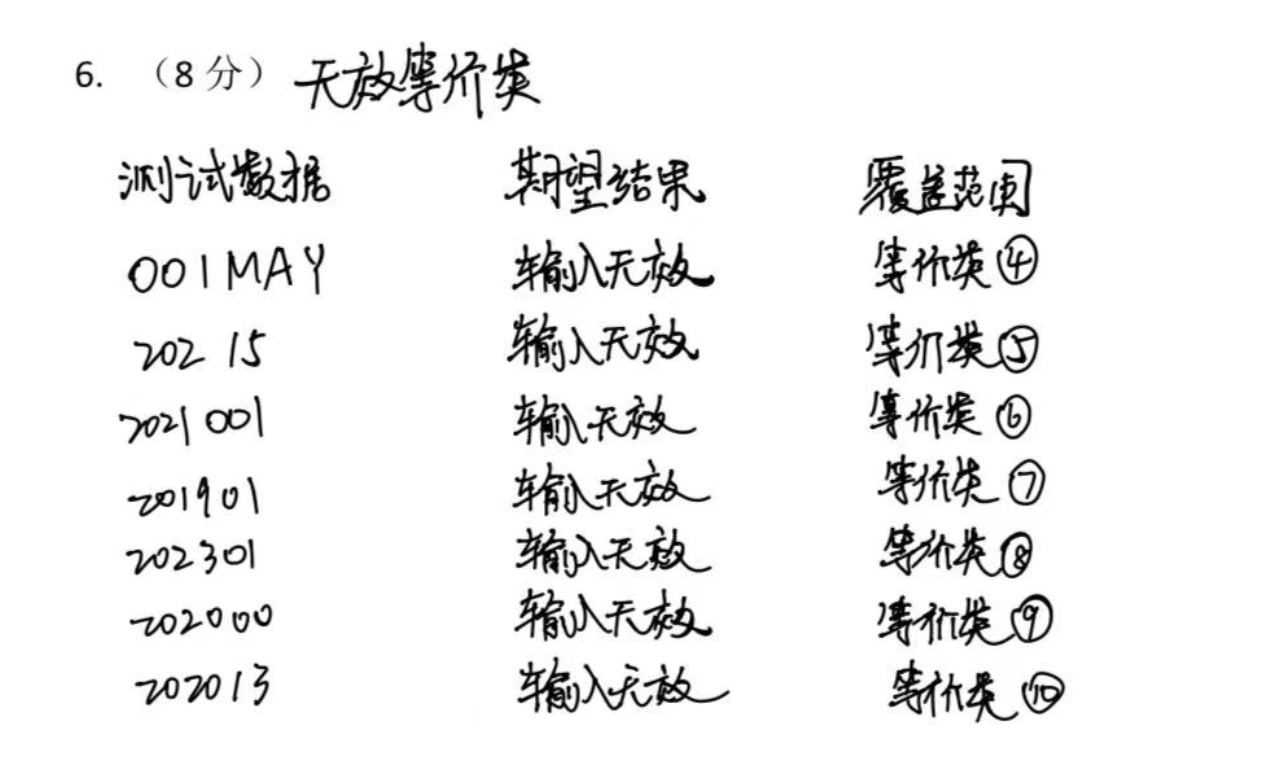 6. （8 分）无效等价类
测试数据 期望结果 覆盖范围
001MAY 输入无效 等价类④
20215 输入无效 等价类⑤
2021001 输入无效 等价类⑥
201901 输入无效 等价类⑦
202301 输入无效 等价类⑧
202000 输入无效 等价类⑨
202013 输入无效 等价类⑩